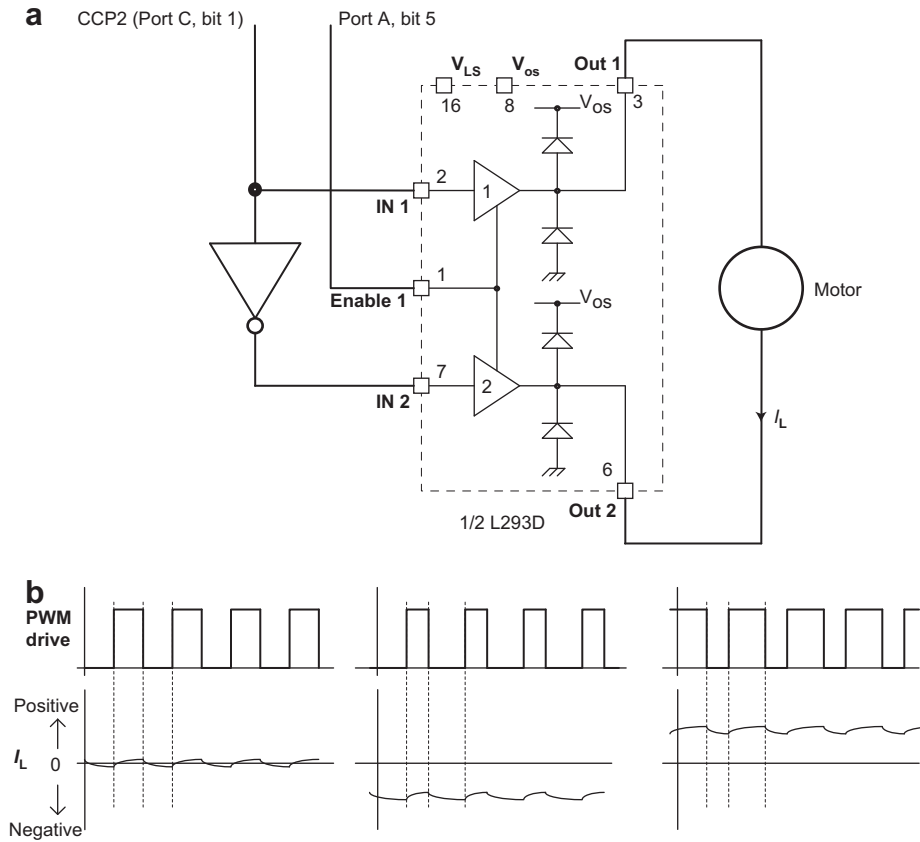 a
CCP2 (Port C, bit 1)
Port A, bit 5
VLS
Vos
Out 1
16
8
3
VOS
2
1
IN 1
1
Enable 1
VOS
Motor
7
2
IN 2
IL
6
Out 2
1/2 L293D
b
PWM
drive
Positive
IL
0
Negative